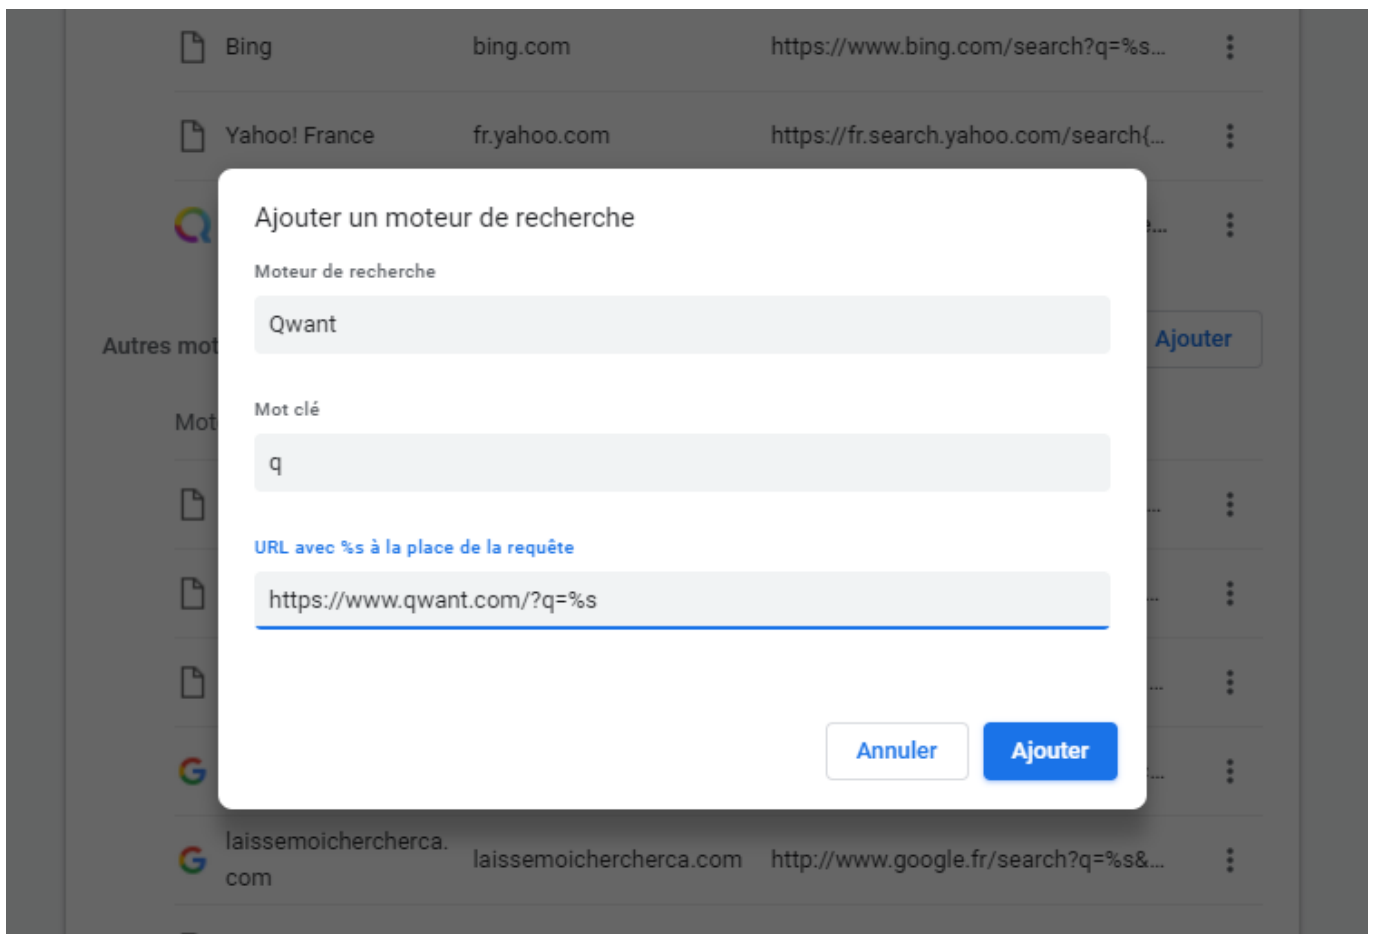 Bing bing.com https://www.bing.com/search?q=%s...
Yahoo! France fr.yahoo.com https://fr.search.yahoo.com/search{...
Ajouter un moteur de recherche
Moteur de recherche
Qwant
Autres mot
Ajouter
Mot clé
Mot
q
URL avec %s à la place de la requête
https://www.qwant.com/?q=%s
Annuler Ajouter
laissemoichercherca.
com
laissemoichercherca.com http://www.google.fr/search?q=%s&...